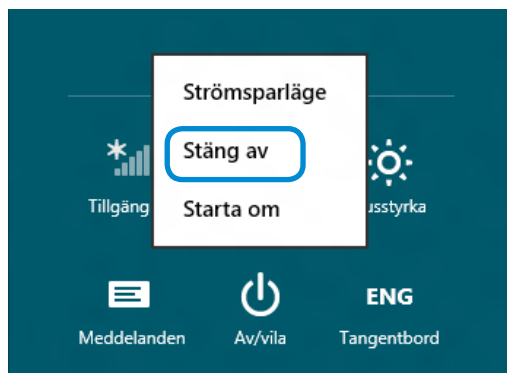 Strömsparläge
Stäng av
Starta om
Tillgäng
usstyrka
Meddelanden
Av/vila
ENG
Tangentbord